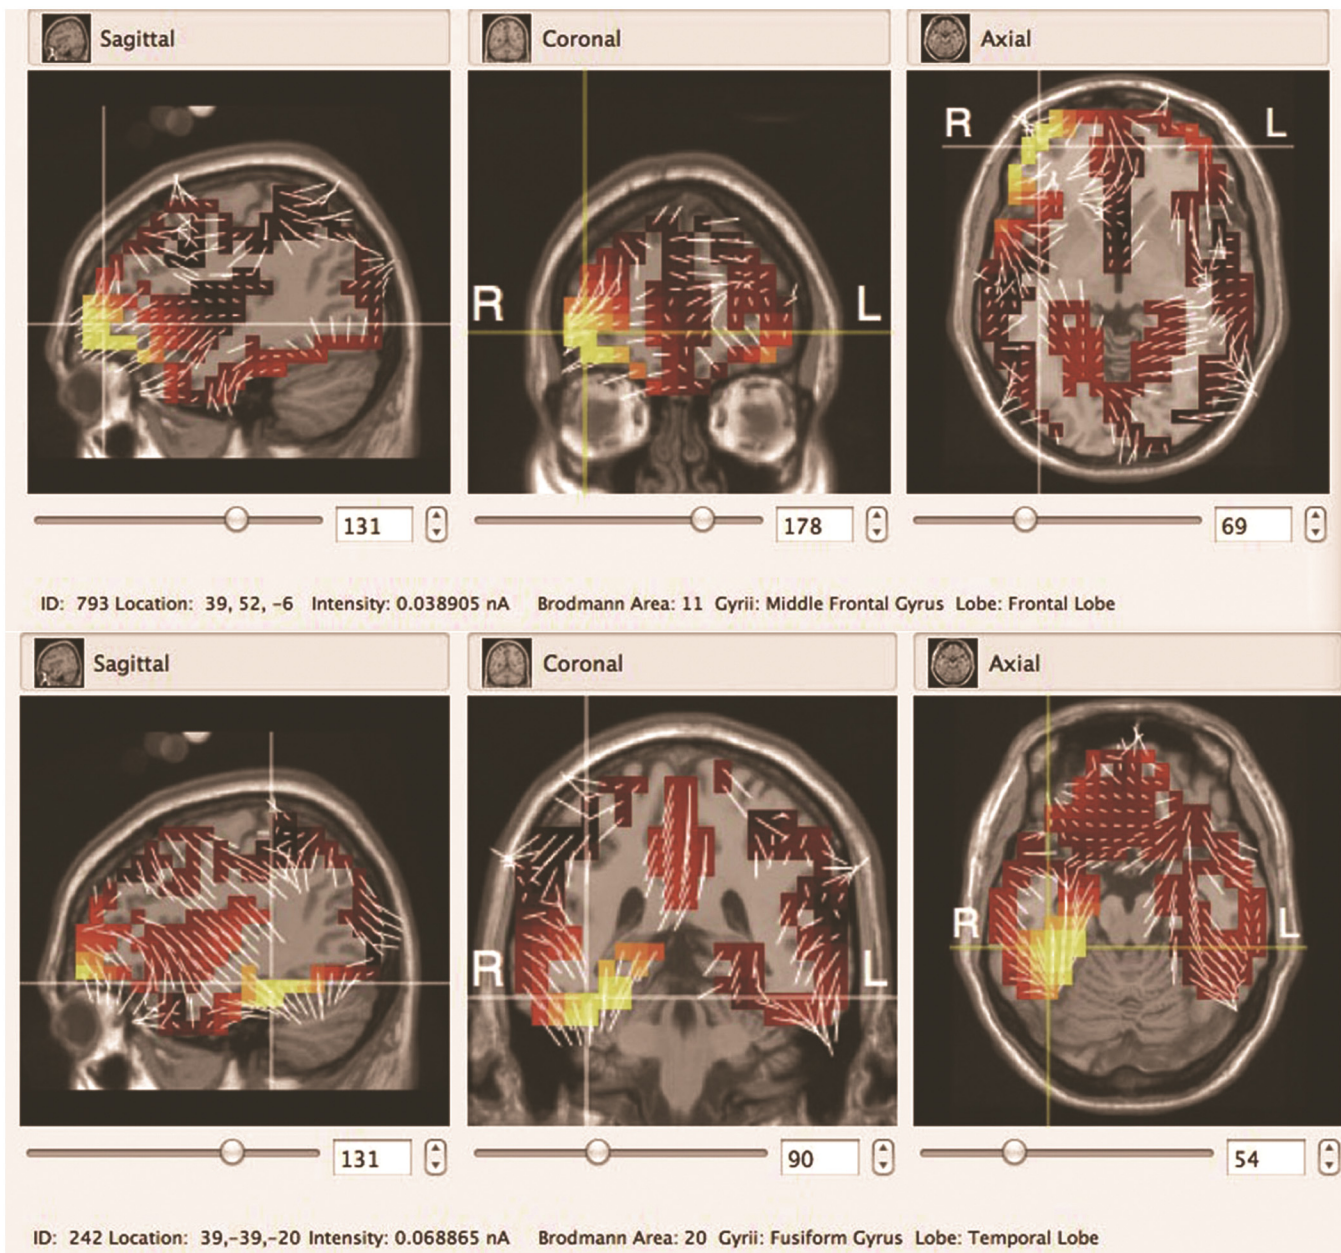 Sagittal Coronal Axial
R L
R L
131 178 69
ID: 793 Location: 39, 52, -6 Intensity: 0.038905 nA Brodmann Area: 11 Gyrii: Middle Frontal Gyrus Lobe: Frontal Lobe
Sagittal Coronal Axial
R L
R L
131 90 54
ID: 242 Location: 39,-39,-20 Intensity: 0.068865 nA Brodmann Area: 20 Gyrii: Fusiform Gyrus Lobe: Temporal Lobe